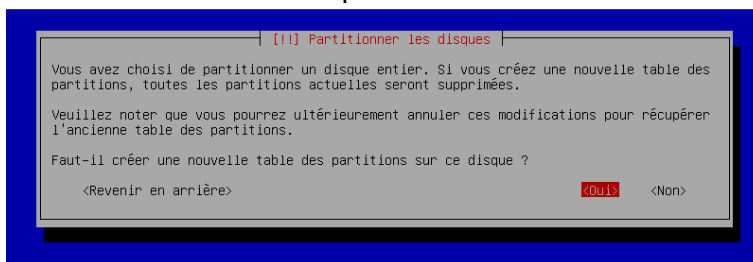 [!!] Partitionner les disques
Vous avez choisi de partitionner un disque entier. Si vous créez une nouvelle table des
partitions, toutes les partitions actuelles seront supprimées.
Veuillez noter que vous pourrez ultérieurement annuler ces modifications pour récupérer
l'ancienne table des partitions.
Faut-il créer une nouvelle table des partitions sur ce disque ?
<Revenir en arrière> <Oui> <Non>